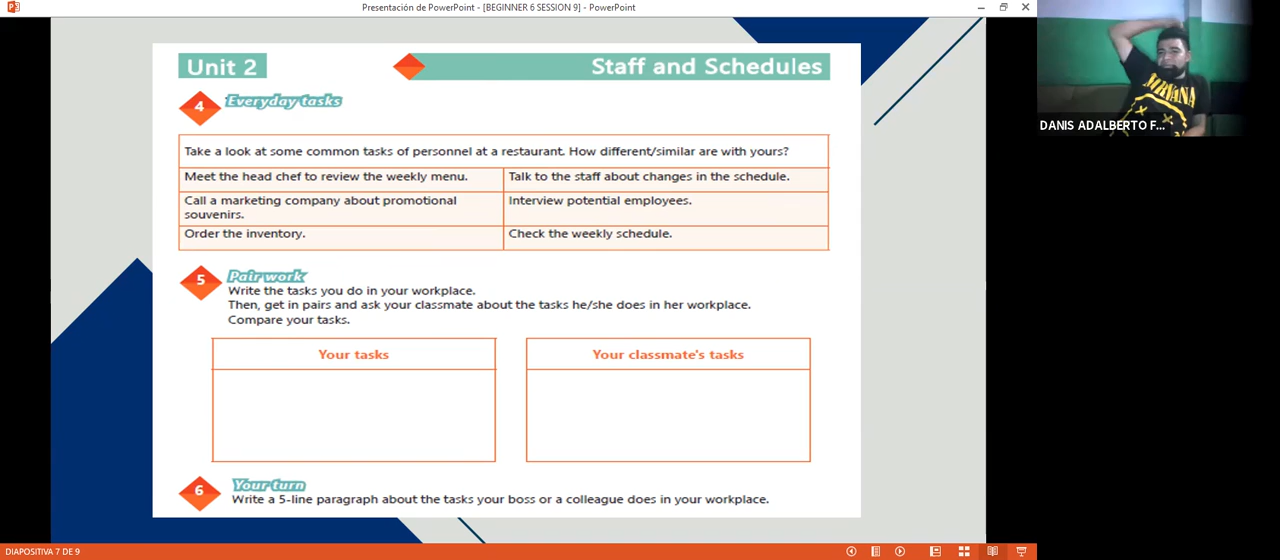 Presentación de PowerPoint - [BEGINNER 6 SESSION 9] - PowerPoint
Unit 2
Staff and Schedules
4
Everyday tasks
Take a look at some common tasks of personnel at a restaurant. How different/similar are with yours?
Meet the head chef to review the weekly menu.
Talk to the staff about changes in the schedule.
Call a marketing company about promotional
souvenirs.
Interview potential employees.
Order the inventory.
Check the weekly schedule.
5
Pair work
Write the tasks you do in your workplace.
Then, get in pairs and ask your classmate about the tasks he/she does in her workplace.
Compare your tasks.
Your tasks
Your classmate's tasks
6
Your turn
Write a 5-line paragraph about the tasks your boss or a colleague does in your workplace.
NIRVANA
DANIS ADALBERTO F...
DIAPOSITIVA 7 DE 9